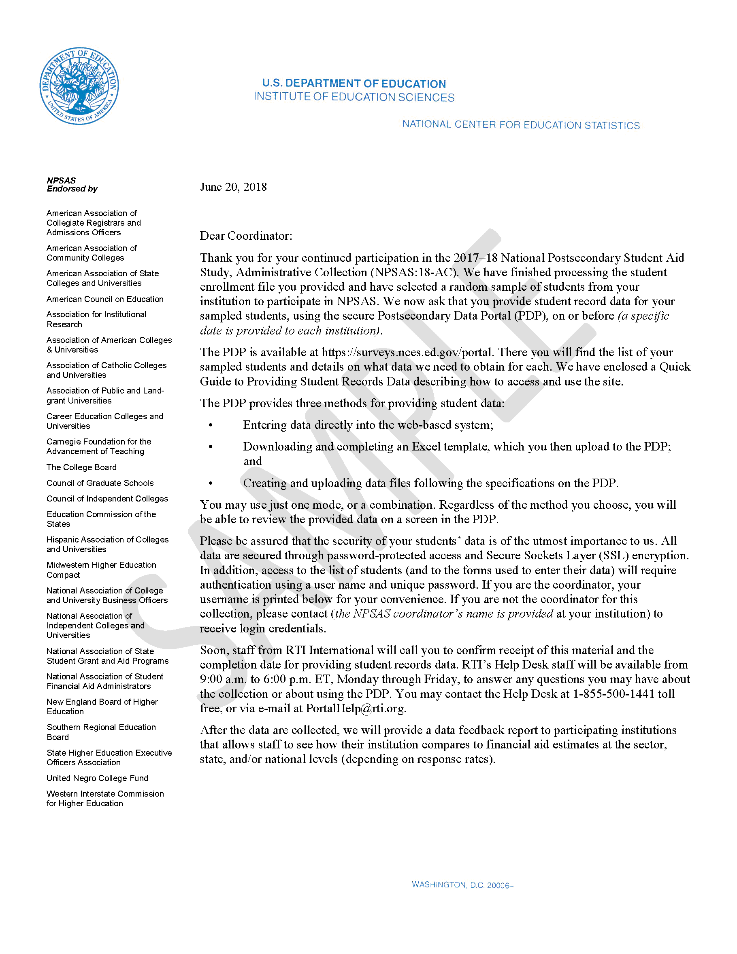 DEPARTMENT OF EDUCATION
UNITED STATES OF AMERICA
U.S. DEPARTMENT OF EDUCATION
INSTITUTE OF EDUCATION SCIENCES
NATIONAL CENTER FOR EDUCATION STATISTICS
NPSAS
Endorsed by
American Association of
Collegiate Registrars and
Admissions Officers
American Association of
Community Colleges
American Association of State
Colleges and Universities
American Council on Education
Association for Institutional
Research
Association of American Colleges
& Universities
Association of Catholic Colleges
and Universities
Association of Public and Land-
grant Universities
Career Education Colleges and
Universities
Carnegie Foundation for the
Advancement of Teaching
The College Board
Council of Graduate Schools
Council of Independent Colleges
Education Commission of the
States
Hispanic Association of Colleges
and Universities
Midwestern Higher Education
Compact
National Association of College
and University Business Officers
National Association of
Independent Colleges and
Universities
National Association of State
Student Grant and Aid Programs
National Association of Student
Financial Aid Administrators
New England Board of Higher
Education
Southern Regional Education
Board
State Higher Education Executive
Officers Association
United Negro College Fund
Western Interstate Commission
for Higher Education
June 20, 2018
Dear Coordinator:
Thank you for your continued participation in the 2017–18 National Postsecondary Student Aid
Study, Administrative Collection (NPSAS:18-AC). We have finished processing the student
enrollment file you provided and have selected a random sample of students from your
institution to participate in NPSAS. We now ask that you provide student record data for your
sampled students, using the secure Postsecondary Data Portal (PDP), on or before (a specific
date is provided to each institution).
The PDP is available at https://surveys.nces.ed.gov/portal. There you will find the list of your
sampled students and details on what data we need to obtain for each. We have enclosed a Quick
Guide to Providing Student Records Data describing how to access and use the site.
The PDP provides three methods for providing student data:
• Entering data directly into the web-based system;
• Downloading and completing an Excel template, which you then upload to the PDP;
and
• Creating and uploading data files following the specifications on the PDP.
You may use just one mode, or a combination. Regardless of the method you choose, you will
be able to review the provided data on a screen in the PDP.
Please be assured that the security of your students' data is of the utmost importance to us. All
data are secured through password-protected access and Secure Sockets Layer (SSL) encryption.
In addition, access to the list of students (and to the forms used to enter their data) will require
authentication using a user name and unique password. If you are the coordinator, your
username is printed below for your convenience. If you are not the coordinator for this
collection, please contact (the NPSAS coordinator's name is provided at your institution) to
receive login credentials.
Soon, staff from RTI International will call you to confirm receipt of this material and the
completion date for providing student records data. RTI's Help Desk staff will be available from
9:00 a.m. to 6:00 p.m. ET, Monday through Friday, to answer any questions you may have about
the collection or about using the PDP. You may contact the Help Desk at 1-855-500-1441 toll
free, or via e-mail at PortalHelp@rti.org.
After the data are collected, we will provide a data feedback report to participating institutions
that allows staff to see how their institution compares to financial aid estimates at the sector,
state, and/or national levels (depending on response rates).
SAMPLE
WASHINGTON, D.C. 20006–